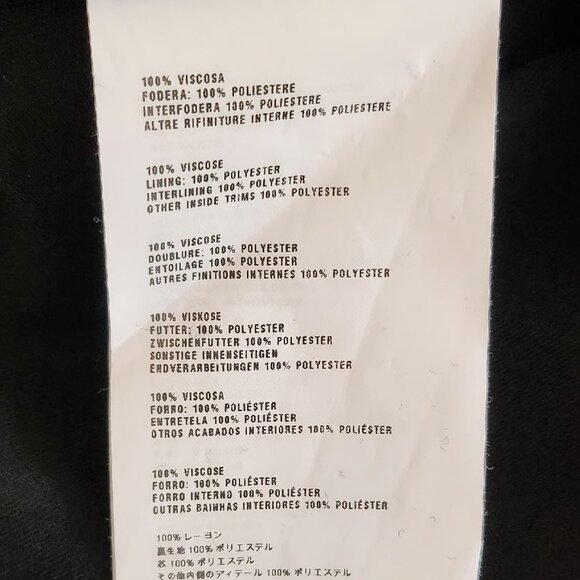 100% VISCOSA
FODERA: 100% POLIESTERE
INTERFODERA 100% POLIESTERE
ALTRE RIFINITURE INTERNE 100% POLIESTERE
100% VISCOSE
LINING: 100% POLYESTER
INTERLINING 100% POLYESTER
OTHER INSIDE TRIMS 100% POLYESTER
100% VISCOSE
DOUBLURE: 100% POLYESTER
ENTOILAGE 100% POLYESTER
AUTRES FINITIONS INTERNES 100% POLYESTER
100% VISKOSE
FUTTER: 100% POLYESTER
ZWISCHENFUTTER 100% POLYESTER
SONSTIGE INNENSEITIGEN
ENDVERARBEITUNGEN 100% POLYESTER
100% VISCOSA
FORRO: 100% POLIÉSTER
ENTRETELA 100% POLIÉSTER
OTROS ACABADOS INTERIORES 100% POLIÉSTER
100% VISCOSE
FORRO: 100% POLIÉSTER
FORRO INTERNO 100% POLIÉSTER
OUTRAS BAINHAS INTERIORES 100% POLIÉSTER
100% レーヨン
裏生地 100% ポリエステル
芯 100% ポリエステル
その他内側のディテール 100% ポリエステル